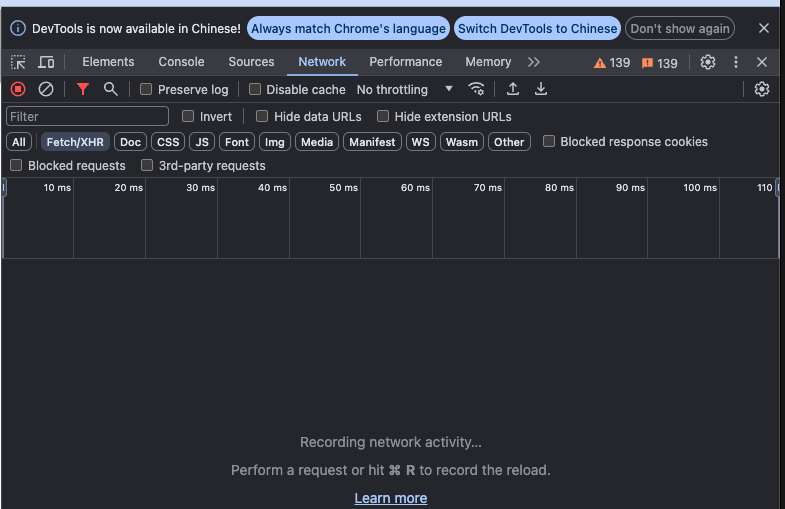 DevTools is now available in Chinese! Always match Chrome's language Switch DevTools to Chinese Don't show again
Elements Console Sources Network Performance Memory 139 139
Preserve log Disable cache No throttling
Filter Invert Hide data URLs Hide extension URLs
All Fetch/XHR Doc CSS JS Font Img Media Manifest WS Wasm Other Blocked response cookies
Blocked requests 3rd-party requests
10 ms 20 ms 30 ms 40 ms 50 ms 60 ms 70 ms 80 ms 90 ms 100 ms 110
Recording network activity...
Perform a request or hit ⌘ R to record the reload.
Learn more